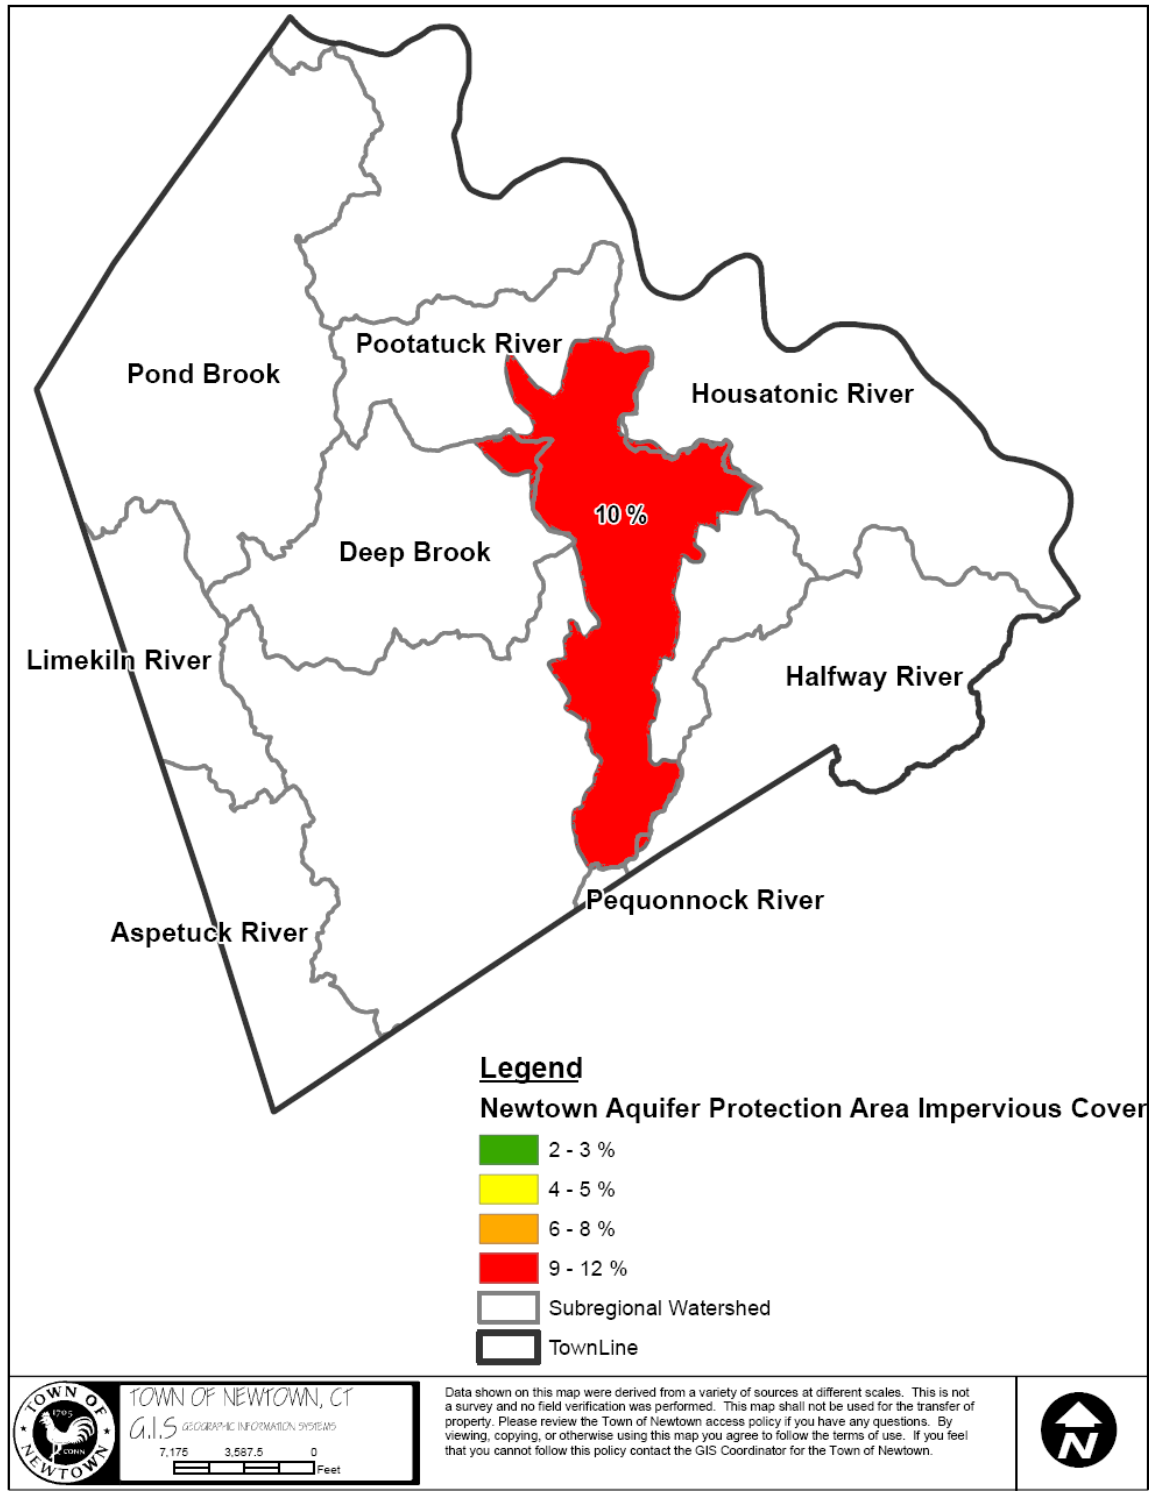 Pootatuck River
Pond Brook
Housatonic River
10 %
Deep Brook
Limekiln River
Halfway River
Pequonnock River
Aspetuck River
Legend
Newtown Aquifer Protection Area Impervious Cover
2 - 3 %
4 - 5 %
6 - 8 %
9 - 12 %
Subregional Watershed
TownLine
TOWN OF
1705
CONN
NEWTOWN
TOWN OF NEWTOWN, CT
G.I.S GEOGRAPHIC INFORMATION SYSTEMS
7,175 3,587.5 0
Feet
Data shown on this map were derived from a variety of sources at different scales. This is not
a survey and no field verification was performed. This map shall not be used for the transfer of
property. Please review the Town of Newtown access policy if you have any questions. By
viewing, copying, or otherwise using this map you agree to follow the terms of use. If you feel
that you cannot follow this policy contact the GIS Coordinator for the Town of Newtown.
N